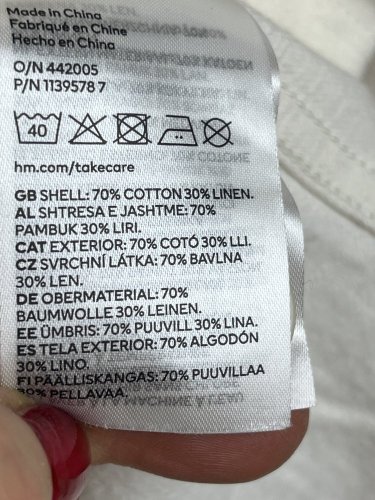 Made in China
Fabriqué en Chine
Hecho en China
O/N 442005
P/N 1139578 7
40
hm.com/takecare
GB SHELL: 70% COTTON 30% LINEN.
AL SHTRESA E JASHTME: 70%
PAMBUK 30% LIRI.
CAT EXTERIOR: 70% COTÓ 30% LLI.
CZ SVRCHNÍ LÁTKA: 70% BAVLNA
30% LEN.
DE OBERMATERIAL: 70%
BAUMWOLLE 30% LEINEN.
EE ÜMBRIS: 70% PUUVILL 30% LINA.
ES TELA EXTERIOR: 70% ALGODÓN
30% LINO.
FI PÄÄLLISKANGAS: 70% PUUVILLAA
30% PELLAVAA.